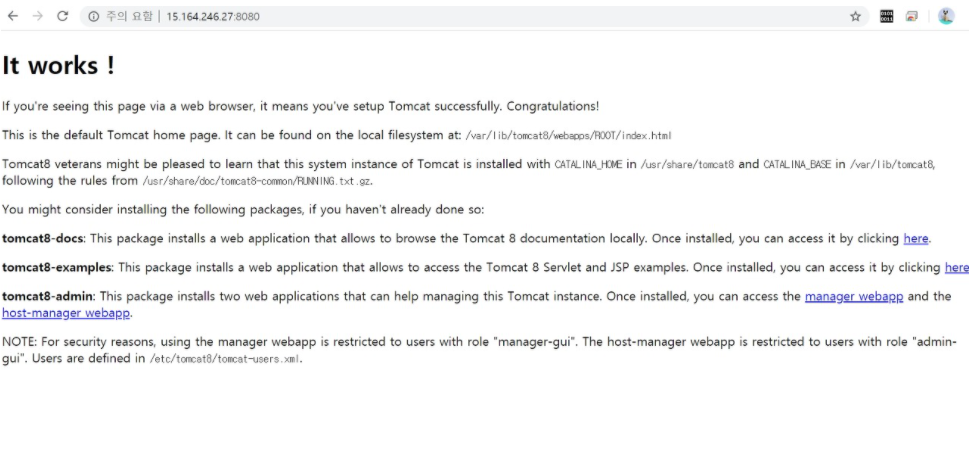 주의 요함 | 15.164.246.27:8080
It works !
If you're seeing this page via a web browser, it means you've setup Tomcat successfully. Congratulations!
This is the default Tomcat home page. It can be found on the local filesystem at: /var/lib/tomcat8/webapps/ROOT/index.html
Tomcat8 veterans might be pleased to learn that this system instance of Tomcat is installed with CATALINA_HOME in /usr/share/tomcat8 and CATALINA_BASE in /var/lib/tomcat8,
following the rules from /usr/share/doc/tomcat8-common/RUNNING.txt.gz.
You might consider installing the following packages, if you haven't already done so:
tomcat8-docs: This package installs a web application that allows to browse the Tomcat 8 documentation locally. Once installed, you can access it by clicking here.
tomcat8-examples: This package installs a web application that allows to access the Tomcat 8 Servlet and JSP examples. Once installed, you can access it by clicking here
tomcat8-admin: This package installs two web applications that can help managing this Tomcat instance. Once installed, you can access the manager webapp and the
host-manager webapp.
NOTE: For security reasons, using the manager webapp is restricted to users with role "manager-gui". The host-manager webapp is restricted to users with role "admin-
gui". Users are defined in /etc/tomcat8/tomcat-users.xml.